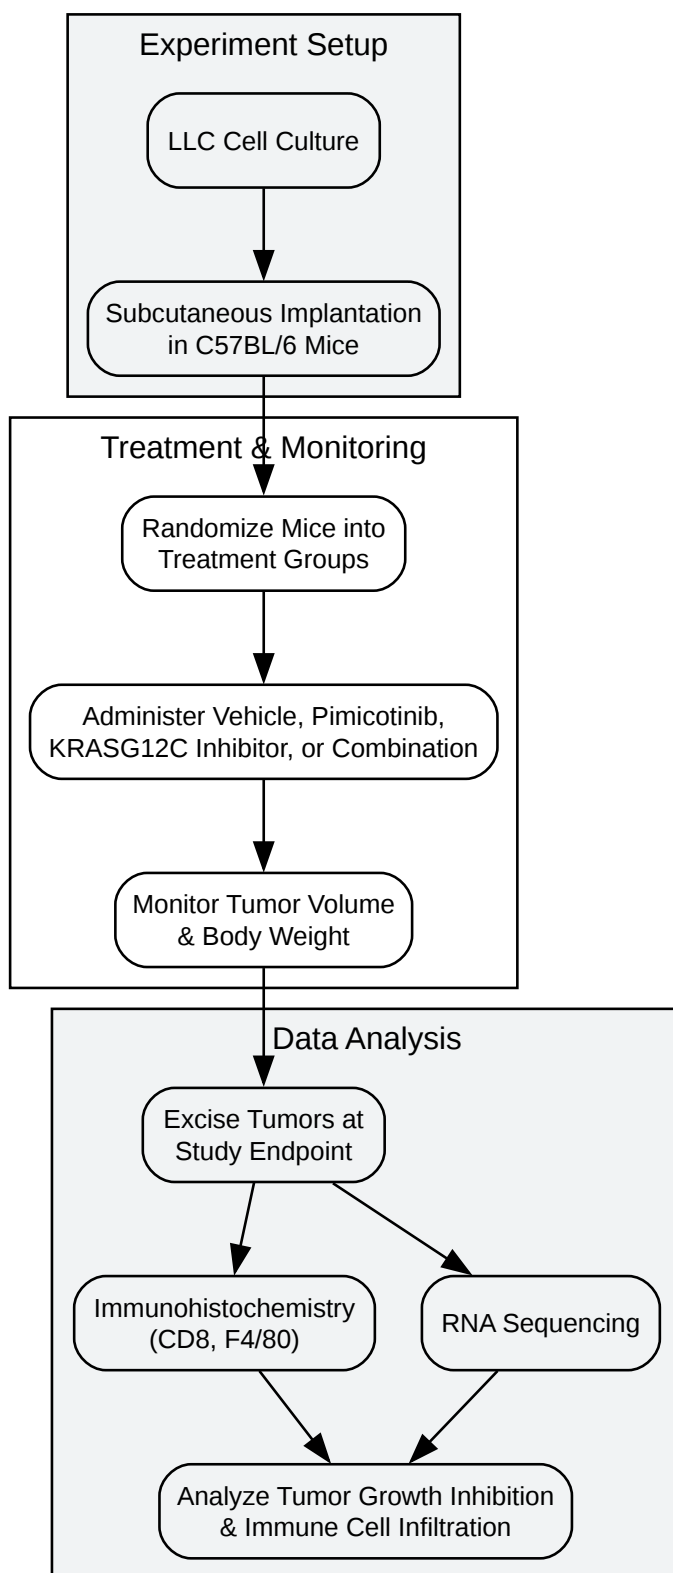 Experiment Setup
LLC Cell Culture
Subcutaneous Implantation
in C57BL/6 Mice
Treatment & Monitoring
Randomize Mice into
Treatment Groups
Administer Vehicle, Pimicotinib,
KRASG12C Inhibitor, or Combination
Monitor Tumor Volume
& Body Weight
Data Analysis
Excise Tumors at
Study Endpoint
Immunohistochemistry
(CD8, F4/80)
RNA Sequencing
Analyze Tumor Growth Inhibition
& Immune Cell Infiltration